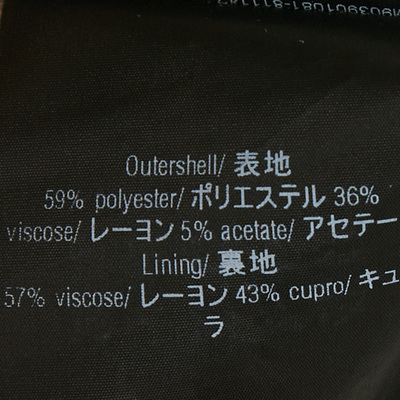 Outershell/ 表地
59% polyester/ ポリエステル 36%
viscose/ レーヨン 5% acetate/ アセテー
Lining/ 裏地
57% viscose/ レーヨン 43% cupro/ キュ
ラ